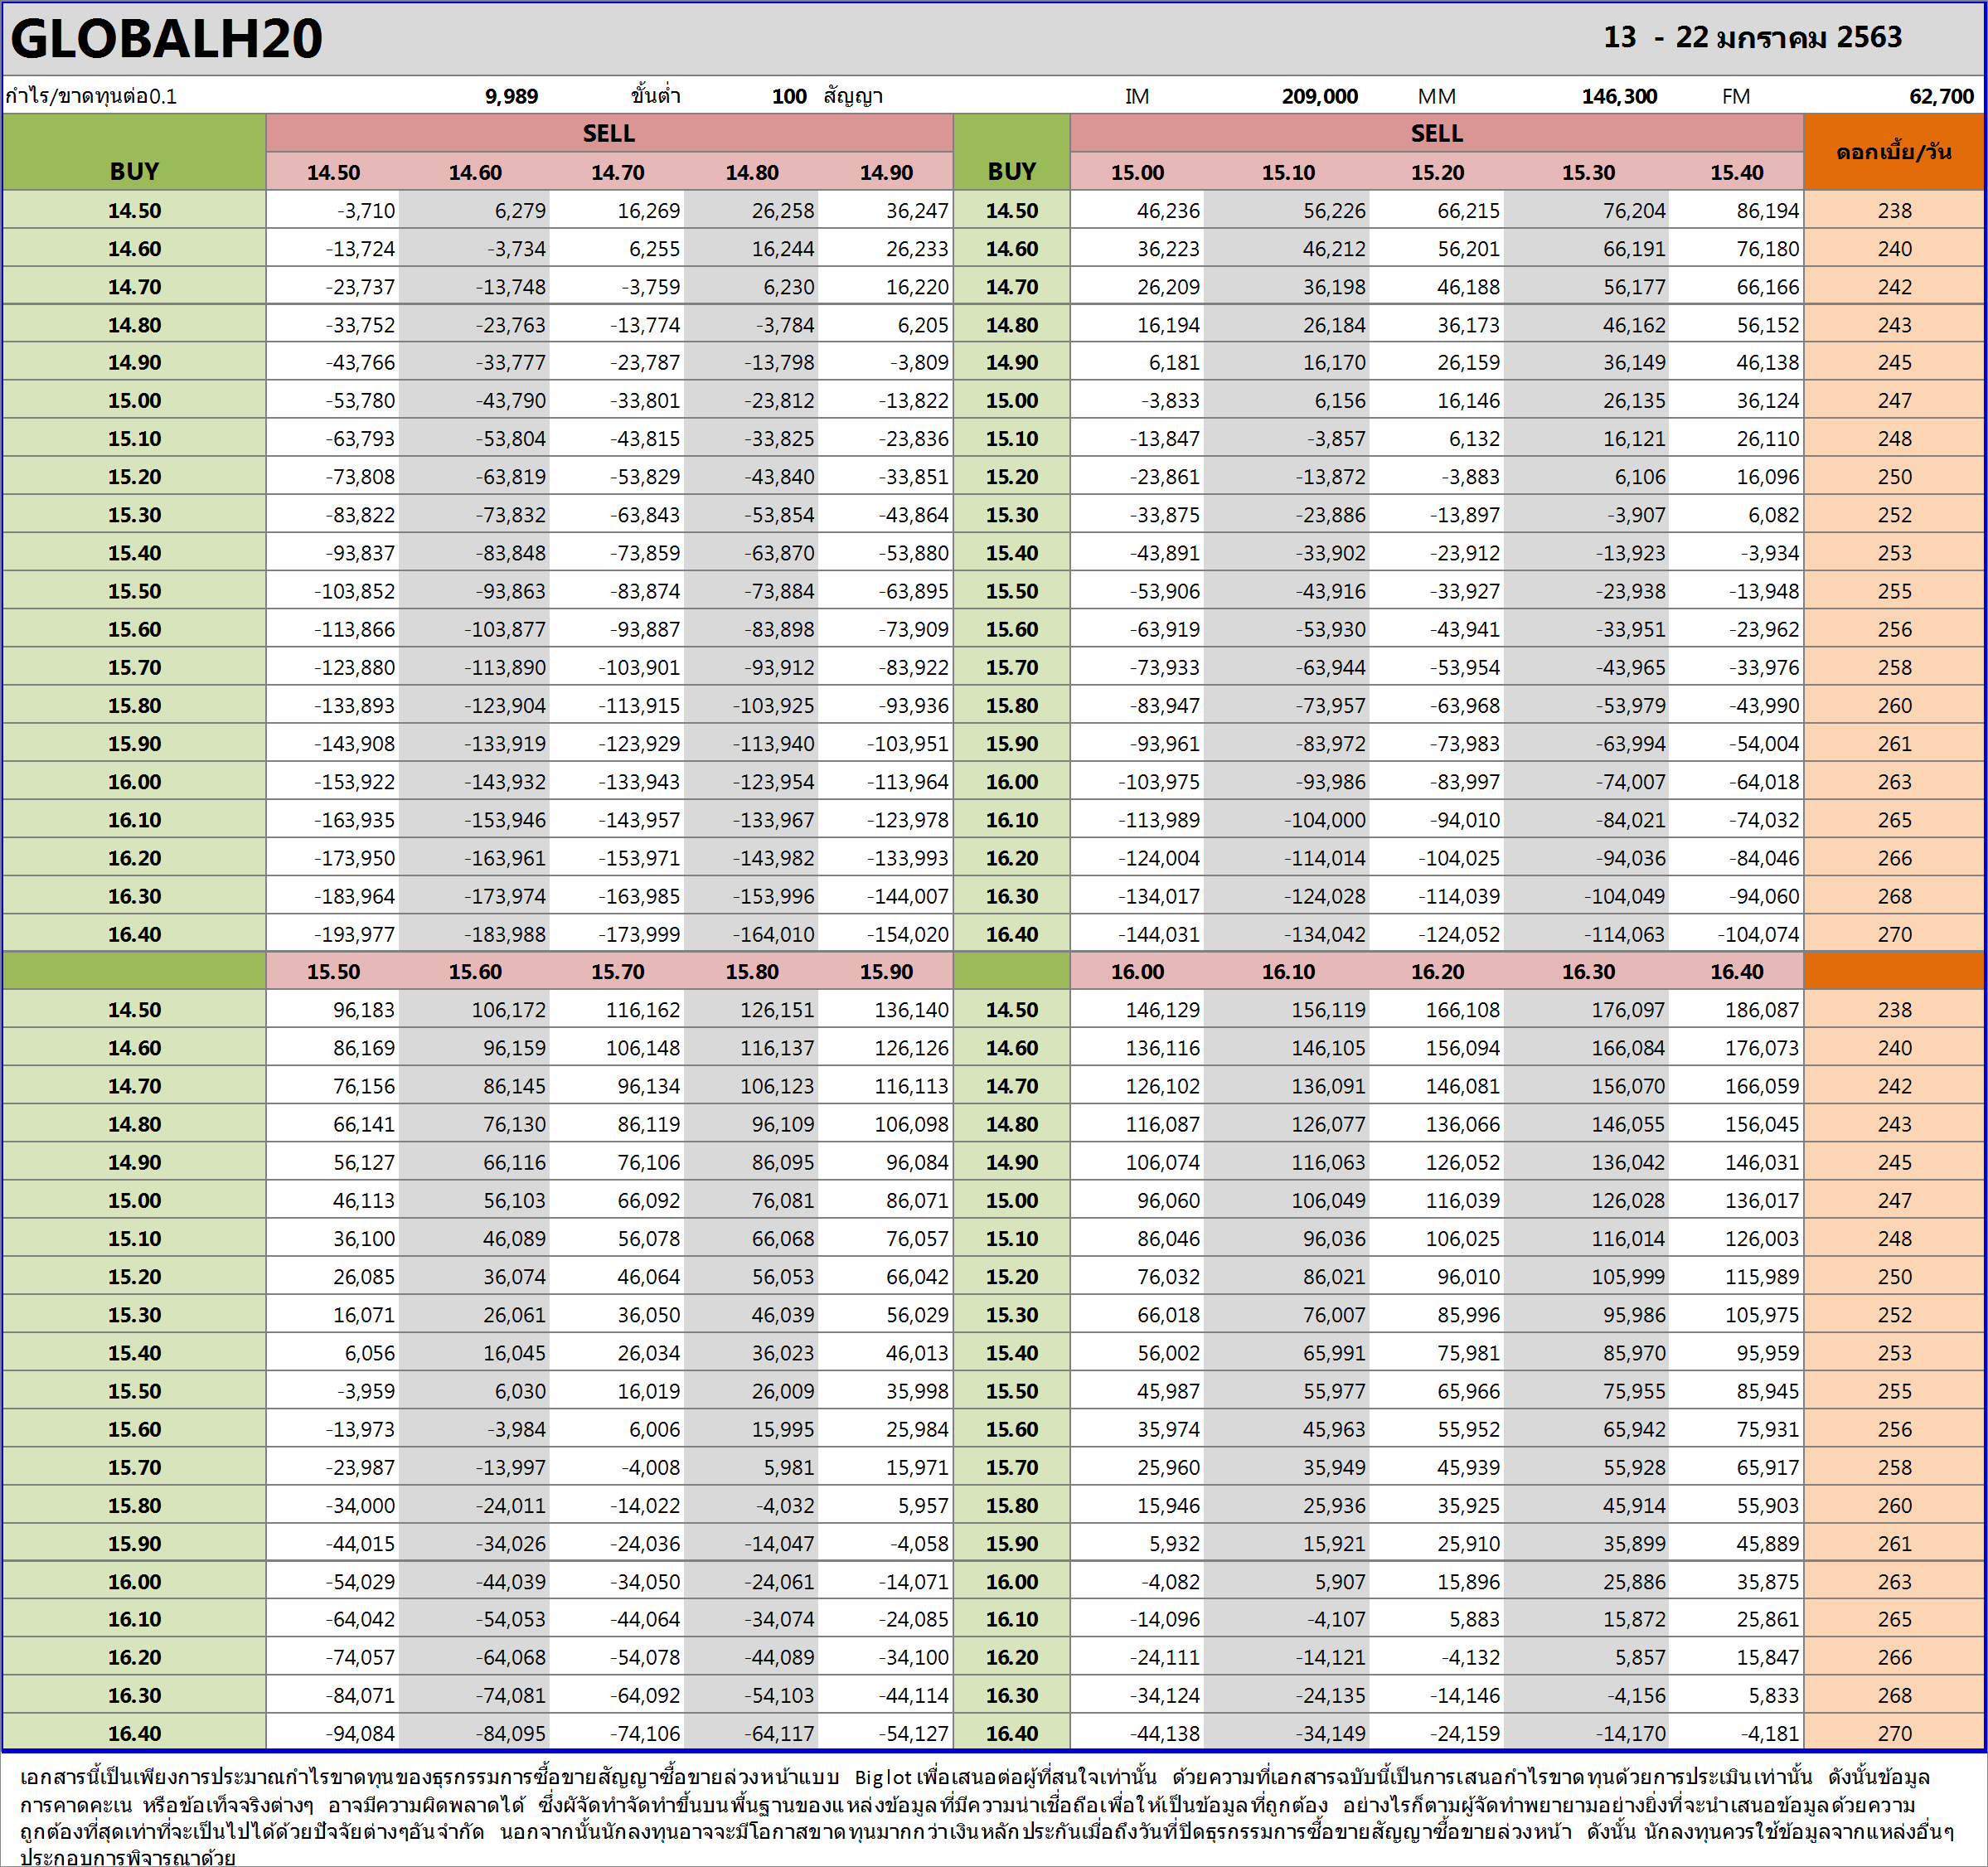 GLOBALH20 13 - 22 มกราคม 2563
กำไร/ขาดทุนต่อ0.1 9,989 ขั้นต่ำ 100 สัญญา IM 209,000 MM 146,300 FM 62,700
SELL SELL
BUY BUY ดอกเบี้ย/วัน
14.50 14.60 14.70 14.80 14.90 15.00 15.10 15.20 15.30 15.40
14.50 -3,710 6,279 16,269 26,258 36,247 14.50 46,236 56,226 66,215 76,204 86,194 238
14.60 -13,724 -3,734 6,255 16,244 26,233 14.60 36,223 46,212 56,201 66,191 76,180 240
14.70 -23,737 -13,748 -3,759 6,230 16,220 14.70 26,209 36,198 46,188 56,177 66,166 242
14.80 -33,752 -23,763 -13,774 -3,784 6,205 14.80 16,194 26,184 36,173 46,162 56,152 243
14.90 -43,766 -33,777 -23,787 -13,798 -3,809 14.90 6,181 16,170 26,159 36,149 46,138 245
15.00 -53,780 -43,790 -33,801 -23,812 -13,822 15.00 -3,833 6,156 16,146 26,135 36,124 247
15.10 -63,793 -53,804 -43,815 -33,825 -23,836 15.10 -13,847 -3,857 6,132 16,121 26,110 248
15.20 -73,808 -63,819 -53,829 -43,840 -33,851 15.20 -23,861 -13,872 -3,883 6,106 16,096 250
15.30 -83,822 -73,832 -63,843 -53,854 -43,864 15.30 -33,875 -23,886 -13,897 -3,907 6,082 252
15.40 -93,837 -83,848 -73,859 -63,870 -53,880 15.40 -43,891 -33,902 -23,912 -13,923 -3,934 253
15.50 -103,852 -93,863 -83,874 -73,884 -63,895 15.50 -53,906 -43,916 -33,927 -23,938 -13,948 255
15.60 -113,866 -103,877 -93,887 -83,898 -73,909 15.60 -63,919 -53,930 -43,941 -33,951 -23,962 256
15.70 -123,880 -113,890 -103,901 -93,912 -83,922 15.70 -73,933 -63,944 -53,954 -43,965 -33,976 258
15.80 -133,893 -123,904 -113,915 -103,925 -93,936 15.80 -83,947 -73,957 -63,968 -53,979 -43,990 260
15.90 -143,908 -133,919 -123,929 -113,940 -103,951 15.90 -93,961 -83,972 -73,983 -63,994 -54,004 261
16.00 -153,922 -143,932 -133,943 -123,954 -113,964 16.00 -103,975 -93,986 -83,997 -74,007 -64,018 263
16.10 -163,935 -153,946 -143,957 -133,967 -123,978 16.10 -113,989 -104,000 -94,010 -84,021 -74,032 265
16.20 -173,950 -163,961 -153,971 -143,982 -133,993 16.20 -124,004 -114,014 -104,025 -94,036 -84,046 266
16.30 -183,964 -173,974 -163,985 -153,996 -144,007 16.30 -134,017 -124,028 -114,039 -104,049 -94,060 268
16.40 -193,977 -183,988 -173,999 -164,010 -154,020 16.40 -144,031 -134,042 -124,052 -114,063 -104,074 270
15.50 15.60 15.70 15.80 15.90 16.00 16.10 16.20 16.30 16.40
14.50 96,183 106,172 116,162 126,151 136,140 14.50 146,129 156,119 166,108 176,097 186,087 238
14.60 86,169 96,159 106,148 116,137 126,126 14.60 136,116 146,105 156,094 166,084 176,073 240
14.70 76,156 86,145 96,134 106,123 116,113 14.70 126,102 136,091 146,081 156,070 166,059 242
14.80 66,141 76,130 86,119 96,109 106,098 14.80 116,087 126,077 136,066 146,055 156,045 243
14.90 56,127 66,116 76,106 86,095 96,084 14.90 106,074 116,063 126,052 136,042 146,031 245
15.00 46,113 56,103 66,092 76,081 86,071 15.00 96,060 106,049 116,039 126,028 136,017 247
15.10 36,100 46,089 56,078 66,068 76,057 15.10 86,046 96,036 106,025 116,014 126,003 248
15.20 26,085 36,074 46,064 56,053 66,042 15.20 76,032 86,021 96,010 105,999 115,989 250
15.30 16,071 26,061 36,050 46,039 56,029 15.30 66,018 76,007 85,996 95,986 105,975 252
15.40 6,056 16,045 26,034 36,023 46,013 15.40 56,002 65,991 75,981 85,970 95,959 253
15.50 -3,959 6,030 16,019 26,009 35,998 15.50 45,987 55,977 65,966 75,955 85,945 255
15.60 -13,973 -3,984 6,006 15,995 25,984 15.60 35,974 45,963 55,952 65,942 75,931 256
15.70 -23,987 -13,997 -4,008 5,981 15,971 15.70 25,960 35,949 45,939 55,928 65,917 258
15.80 -34,000 -24,011 -14,022 -4,032 5,957 15.80 15,946 25,936 35,925 45,914 55,903 260
15.90 -44,015 -34,026 -24,036 -14,047 -4,058 15.90 5,932 15,921 25,910 35,899 45,889 261
16.00 -54,029 -44,039 -34,050 -24,061 -14,071 16.00 -4,082 5,907 15,896 25,886 35,875 263
16.10 -64,042 -54,053 -44,064 -34,074 -24,085 16.10 -14,096 -4,107 5,883 15,872 25,861 265
16.20 -74,057 -64,068 -54,078 -44,089 -34,100 16.20 -24,111 -14,121 -4,132 5,857 15,847 266
16.30 -84,071 -74,081 -64,092 -54,103 -44,114 16.30 -34,124 -24,135 -14,146 -4,156 5,833 268
16.40 -94,084 -84,095 -74,106 -64,117 -54,127 16.40 -44,138 -34,149 -24,159 -14,170 -4,181 270
เอกสารนี้เป็นเพียงการประมาณกำไรขาดทุนของธุรกรรมการซื้อขายสัญญาซื้อขายล่วงหน้าแบบ Biglotเพื่อเสนอต่อผู้ที่สนใจเท่านั้น ด้วยความที่เอกสารฉบับนี้เป็นการเสนอกำไรขาดทุนด้วยการประเมินเท่านั้น ดังนั้นข้อมูล
การคาดคะเน หรือข้อเท็จจริงต่างๆ อาจมีความผิดพลาดได้ ซึ่งผู้จัดทำจัดทำขึ้นบนพื้นฐานของแหล่งข้อมูลที่มีความน่าเชื่อถือเพื่อให้เป็นข้อมูลที่ถูกต้อง อย่างไรก็ตามผู้จัดทำพยายามอย่างยิ่งที่จะนำเสนอข้อมูลด้วยความ
ถูกต้องที่สุดเท่าที่จะเป็นไปได้ด้วยปัจจัยต่างๆอันจำกัด นอกจากนั้นนักลงทุนอาจจะมีโอกาสขาดทุนมากกว่าเงินหลักประกันเมื่อถึงวันที่ปิดธุรกรรมการซื้อขายสัญญาซื้อขายล่วงหน้า ดังนั้น นักลงทุนควรใช้ข้อมูลจากแหล่งอื่นๆ
ประกอบการพิจารณาด้วย